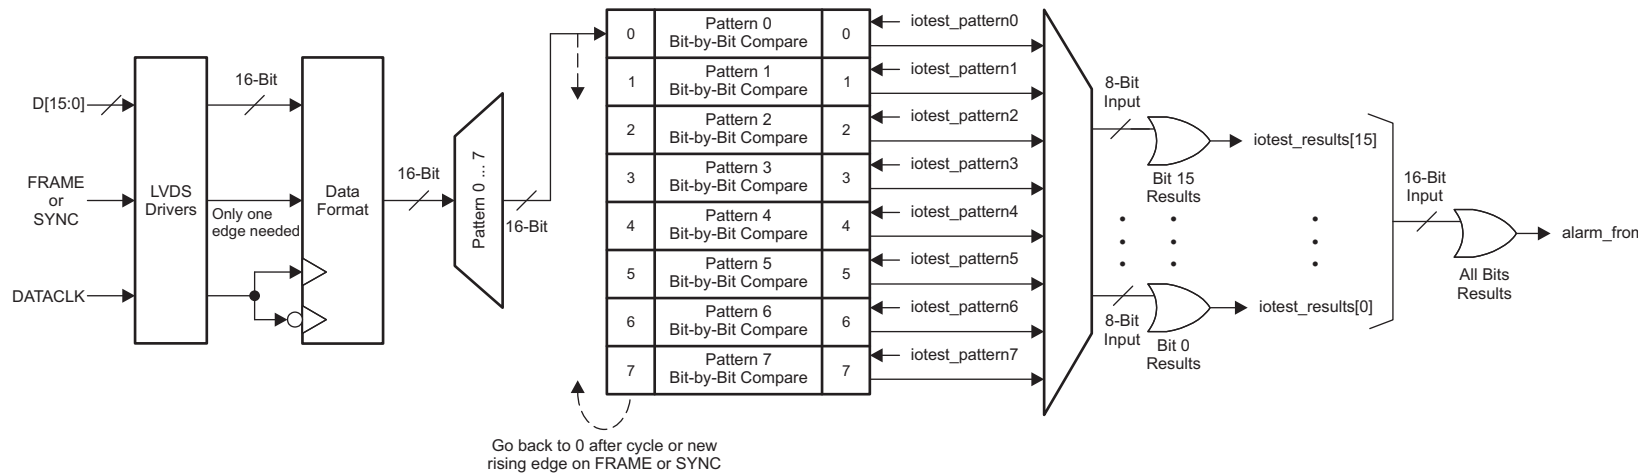 D[15:0]
FRAME
or
SYNC
DATACLK
LVDS
Drivers
16-Bit
Only one
edge needed
Data
Format
16-Bit
Pattern 0 ... 7
16-Bit
0
Pattern 0
Bit-by-Bit Compare
0
iotest_pattern0
1
Pattern 1
Bit-by-Bit Compare
1
iotest_pattern1
2
Pattern 2
Bit-by-Bit Compare
2
iotest_pattern2
3
Pattern 3
Bit-by-Bit Compare
3
iotest_pattern3
4
Pattern 4
Bit-by-Bit Compare
4
iotest_pattern4
5
Pattern 5
Bit-by-Bit Compare
5
iotest_pattern5
6
Pattern 6
Bit-by-Bit Compare
6
iotest_pattern6
7
Pattern 7
Bit-by-Bit Compare
7
iotest_pattern7
Go back to 0 after cycle or new
rising edge on FRAME or SYNC
8-Bit
Input
Bit 15
Results
iotest_results[15]
8-Bit
Input
Bit 0
Results
iotest_results[0]
16-Bit
Input
All Bits
Results